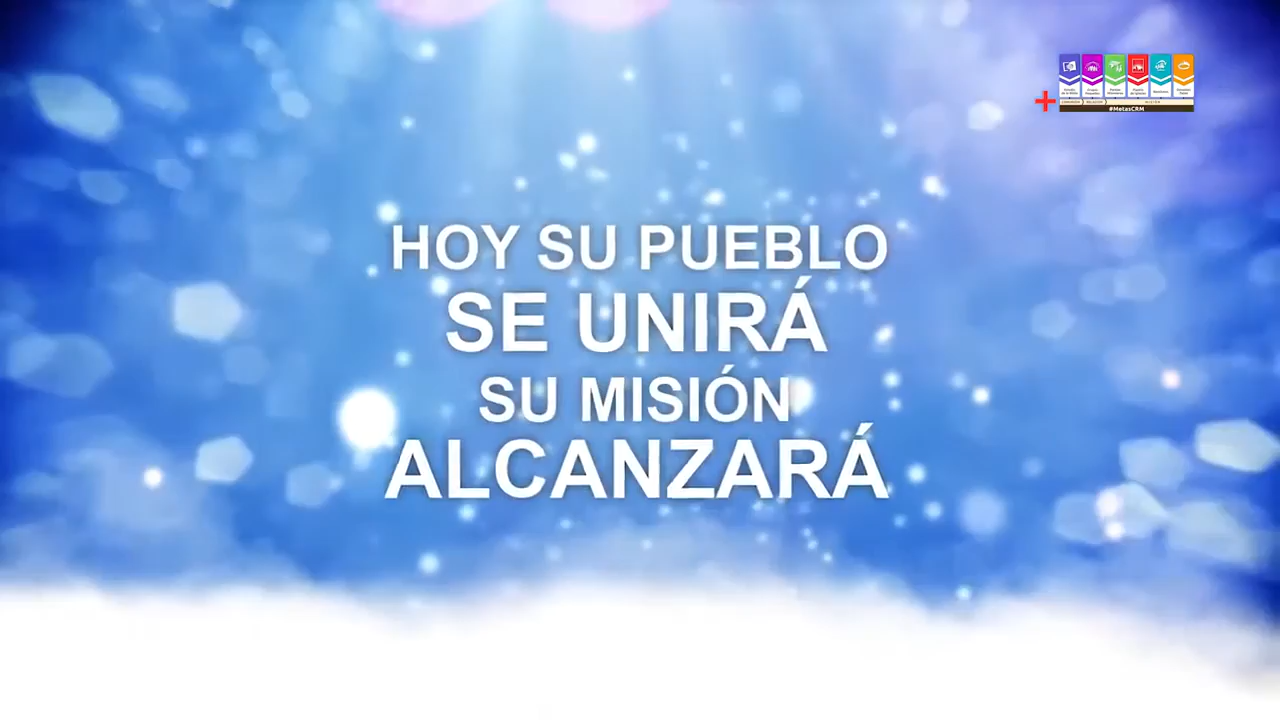 HOY SU PUEBLO
SE UNIRÁ
SU MISIÓN
ALCANZARÁ
#MetasCRM